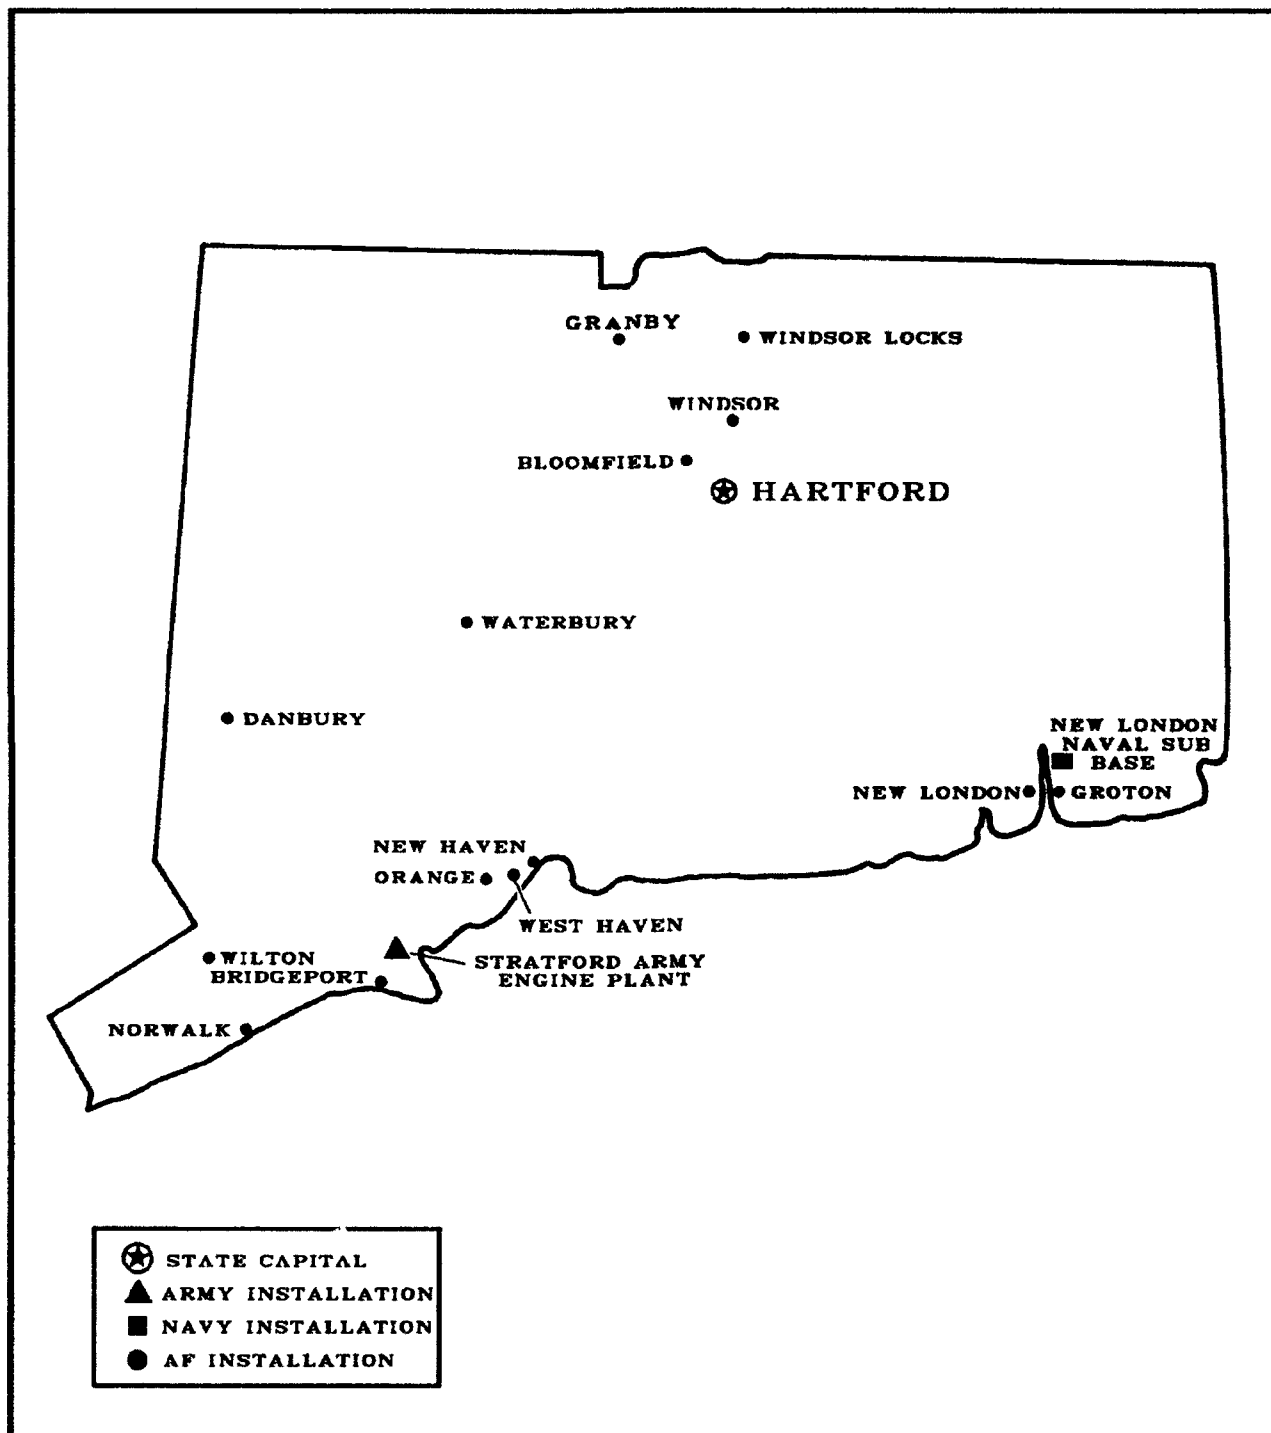 GRANBY
WINDSOR LOCKS
WINDSOR
BLOOMFIELD
HARTFORD
WATERBURY
DANBURY
NEW LONDON
NAVAL SUB
BASE
NEW LONDON
GROTON
NEW HAVEN
ORANGE
WEST HAVEN
WILTON
BRIDGEPORT
STRATFORD ARMY
ENGINE PLANT
NORWALK
STATE CAPITAL
ARMY INSTALLATION
NAVY INSTALLATION
AF INSTALLATION